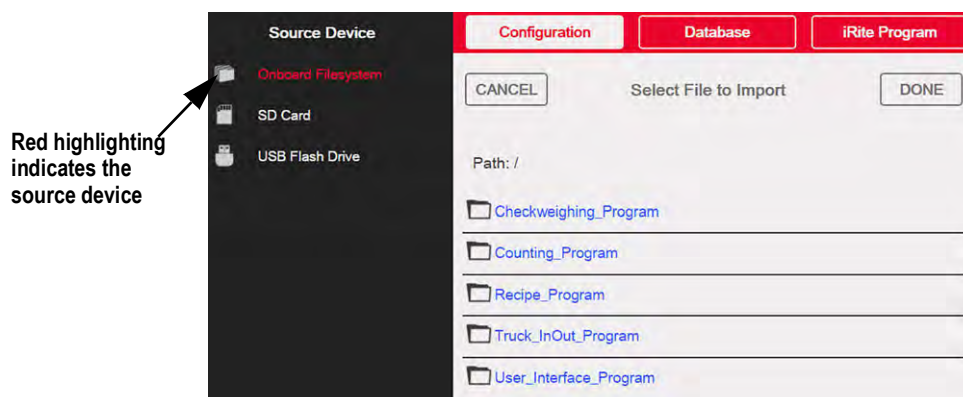 Source Device
Configuration
Database
iRite Program
Onboard Filesystem
CANCEL
Select File to Import
DONE
SD Card
Red highlighting
indicates the
source device
USB Flash Drive
Path: /
Checkweighing_Program
Counting_Program
Recipe_Program
Truck_InOut_Program
User_Interface_Program